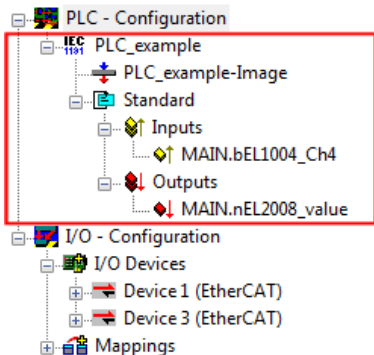 PLC - Configuration
IEC
1131
PLC_example
PLC_example-Image
Standard
Inputs
MAIN.bEL1004_Ch4
Outputs
MAIN.nEL2008_value
I/O - Configuration
I/O Devices
Device 1 (EtherCAT)
Device 3 (EtherCAT)
Mappings